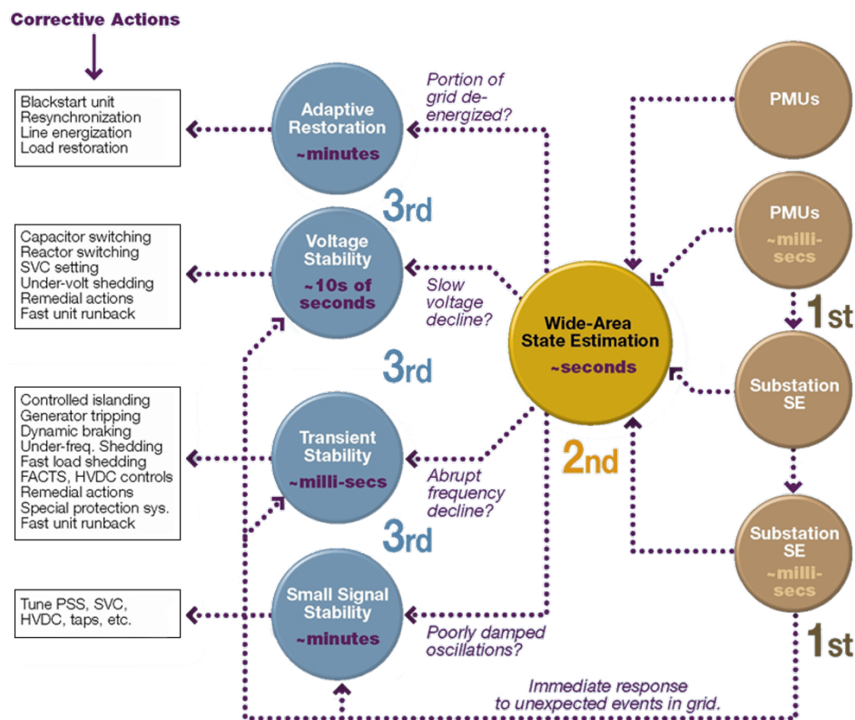 Corrective Actions
Blackstart unit
Resynchronization
Line energization
Load restoration
Adaptive
Restoration
~minutes
Portion of
grid de-
energized?
PMUs
3rd
Capacitor switching
Reactor switching
SVC setting
Under-volt shedding
Remedial actions
Fast unit runback
Voltage
Stability
~10s of
seconds
Slow
voltage
decline?
PMUs
~milli-
secs
1st
Wide-Area
State Estimation
~seconds
3rd
Substation
SE
Controlled islanding
Generator tripping
Dynamic braking
Under-freq. Shedding
Fast load shedding
FACTS, HVDC controls
Remedial actions
Special protection sys.
Fast unit runback
Transient
Stability
~milli-secs
Abrupt
frequency
decline?
2nd
3rd
Substation
SE
~milli-
secs
Tune PSS, SVC,
HVDC, taps, etc.
Small Signal
Stability
~minutes
Poorly damped
oscillations?
1st
Immediate response
to unexpected events in grid.